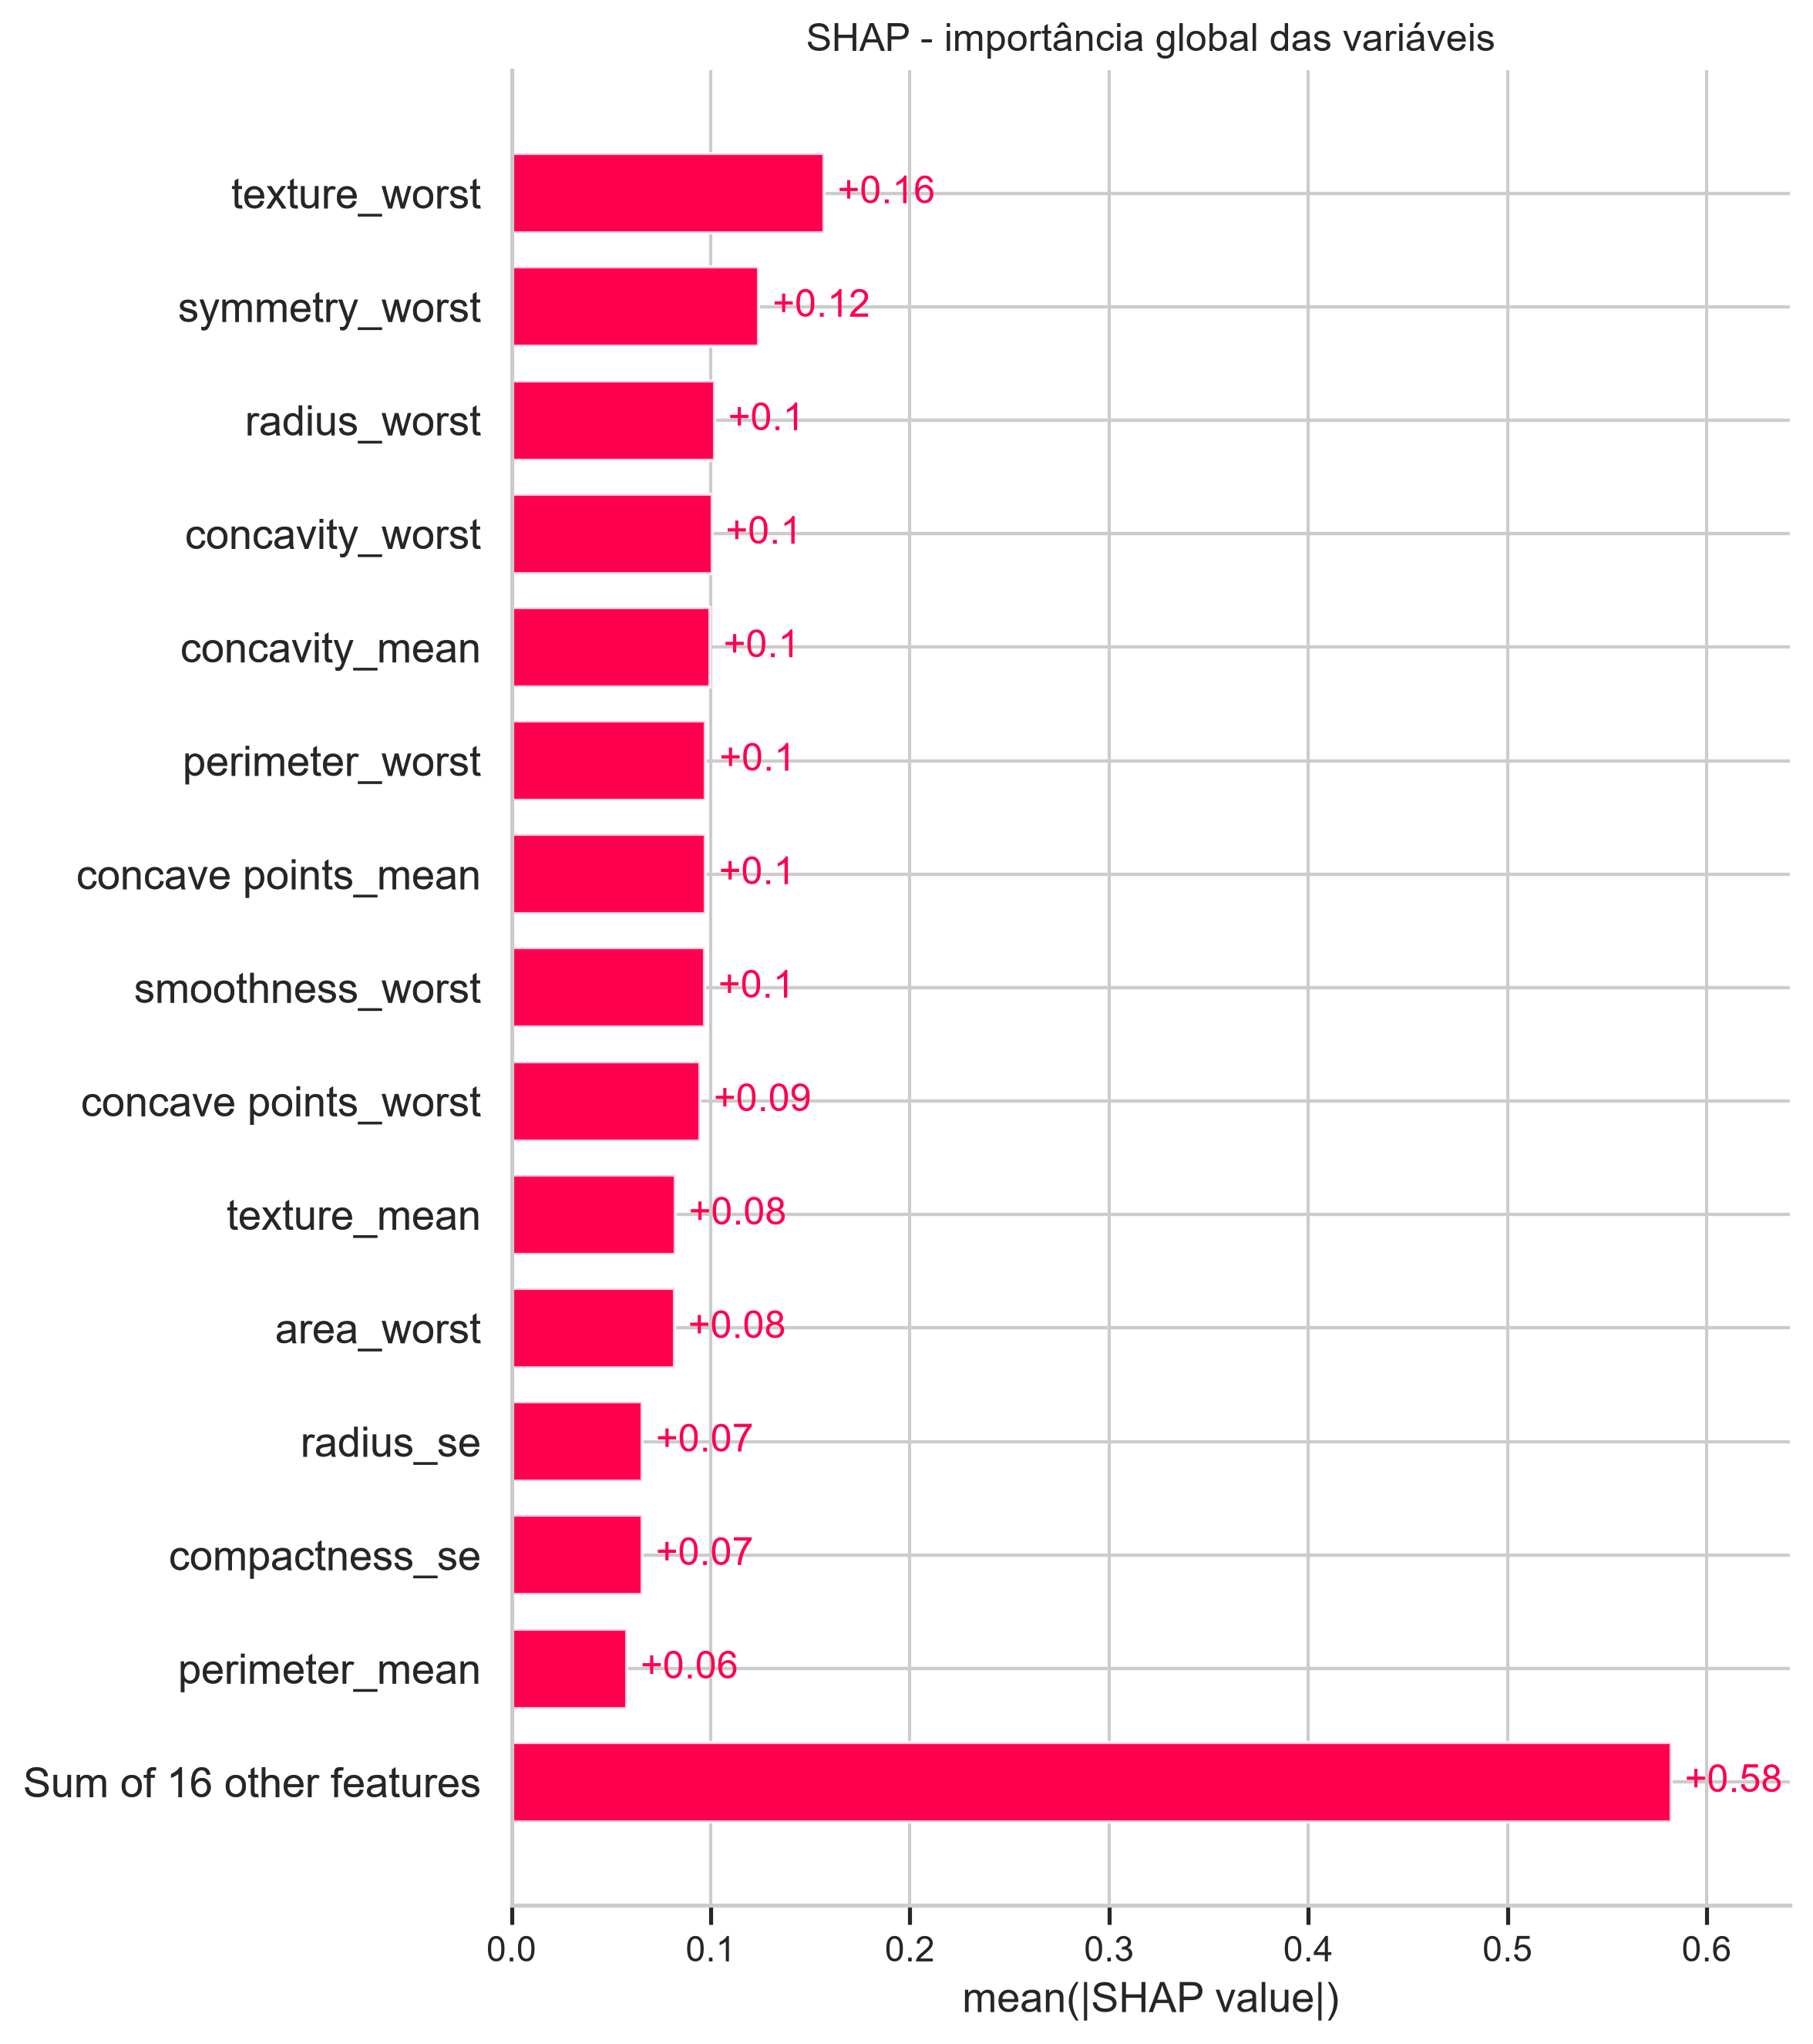 SHAP - importância global das variáveis
texture_worst +0.16
symmetry_worst +0.12
radius_worst +0.1
concavity_worst +0.1
concavity_mean +0.1
perimeter_worst +0.1
concave points_mean +0.1
smoothness_worst +0.1
concave points_worst +0.09
texture_mean +0.08
area_worst +0.08
radius_se +0.07
compactness_se +0.07
perimeter_mean +0.06
Sum of 16 other features +0.58
0.0 0.1 0.2 0.3 0.4 0.5 0.6
mean(|SHAP value|)